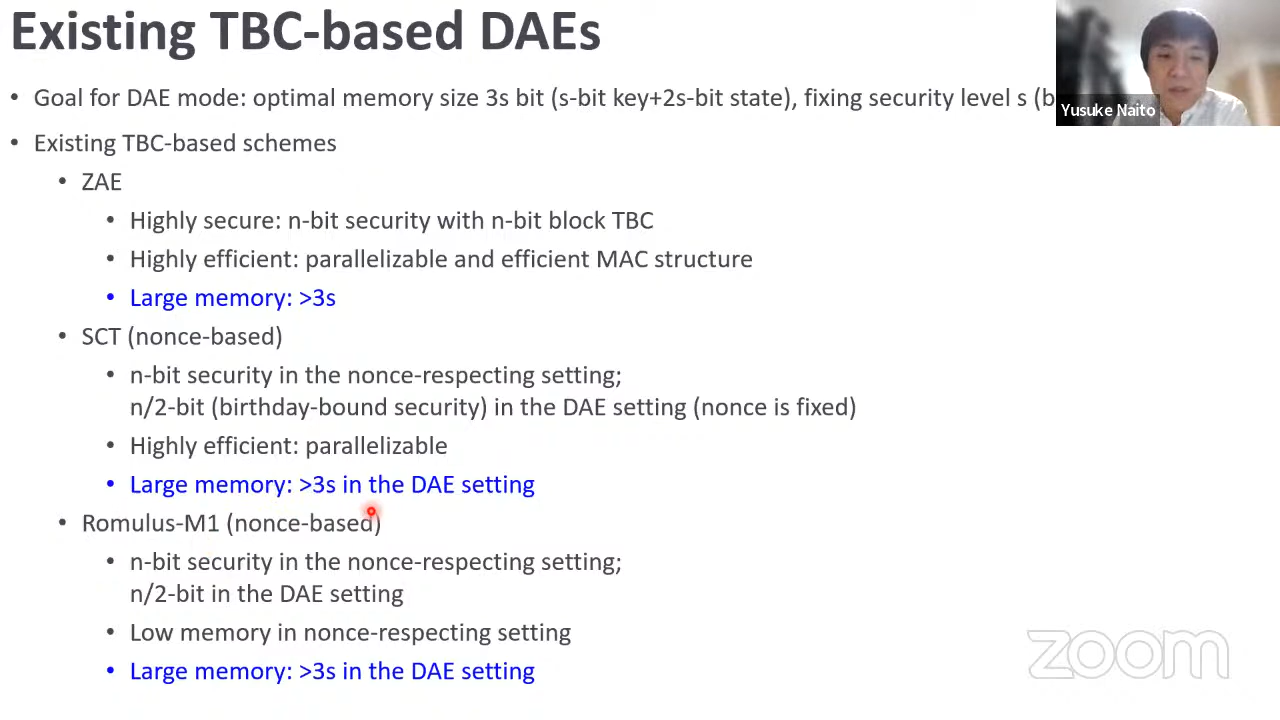 Existing TBC-based DAEs
• Goal for DAE mode: optimal memory size 3s bit (s-bit key+2s-bit state), fixing security level s (b
Yusuke Naito
• Existing TBC-based schemes
• ZAE
• Highly secure: n-bit security with n-bit block TBC
• Highly efficient: parallelizable and efficient MAC structure
• Large memory: >3s
• SCT (nonce-based)
• n-bit security in the nonce-respecting setting;
n/2-bit (birthday-bound security) in the DAE setting (nonce is fixed)
• Highly efficient: parallelizable
• Large memory: >3s in the DAE setting
• Romulus-M1 (nonce-based)
• n-bit security in the nonce-respecting setting;
n/2-bit in the DAE setting
• Low memory in nonce-respecting setting
• Large memory: >3s in the DAE setting
zoom